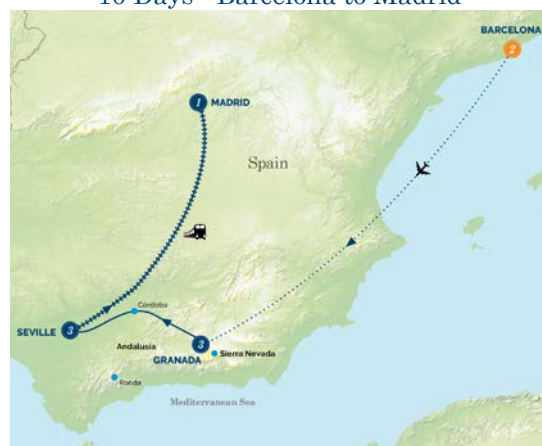 10 Days - Barcelona to Madrid
BARCELONA
2
1 MADRID
Spain
Córdoba
SEVILLE 3
Andalusia
3
GRANADA
Sierra Nevada
Ronda
Mediterranean Sea